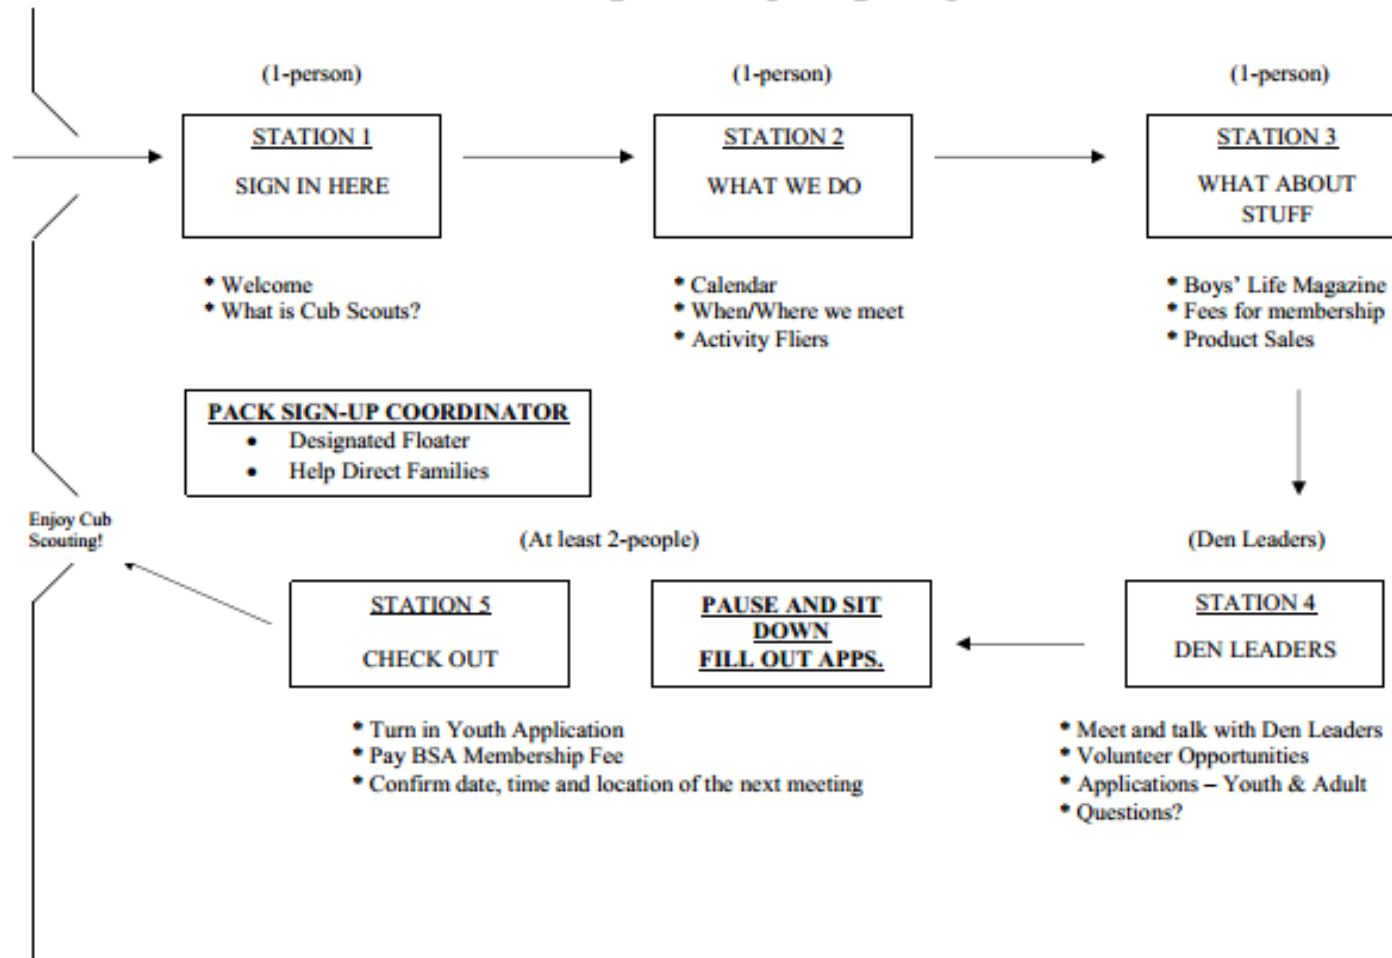 (1-person)
STATION 1
SIGN IN HERE
* Welcome
* What is Cub Scouts?
(1-person)
STATION 2
WHAT WE DO
* Calendar
* When/Where we meet
* Activity Fliers
(1-person)
STATION 3
WHAT ABOUT
STUFF
* Boys' Life Magazine
* Fees for membership
* Product Sales
PACK SIGN-UP COORDINATOR
• Designated Floater
• Help Direct Families
(Den Leaders)
STATION 4
DEN LEADERS
* Meet and talk with Den Leaders
* Volunteer Opportunities
* Applications – Youth & Adult
* Questions?
(At least 2-people)
PAUSE AND SIT
DOWN
FILL OUT APPS.
STATION 5
CHECK OUT
* Turn in Youth Application
* Pay BSA Membership Fee
* Confirm date, time and location of the next meeting
Enjoy Cub
Scouting!